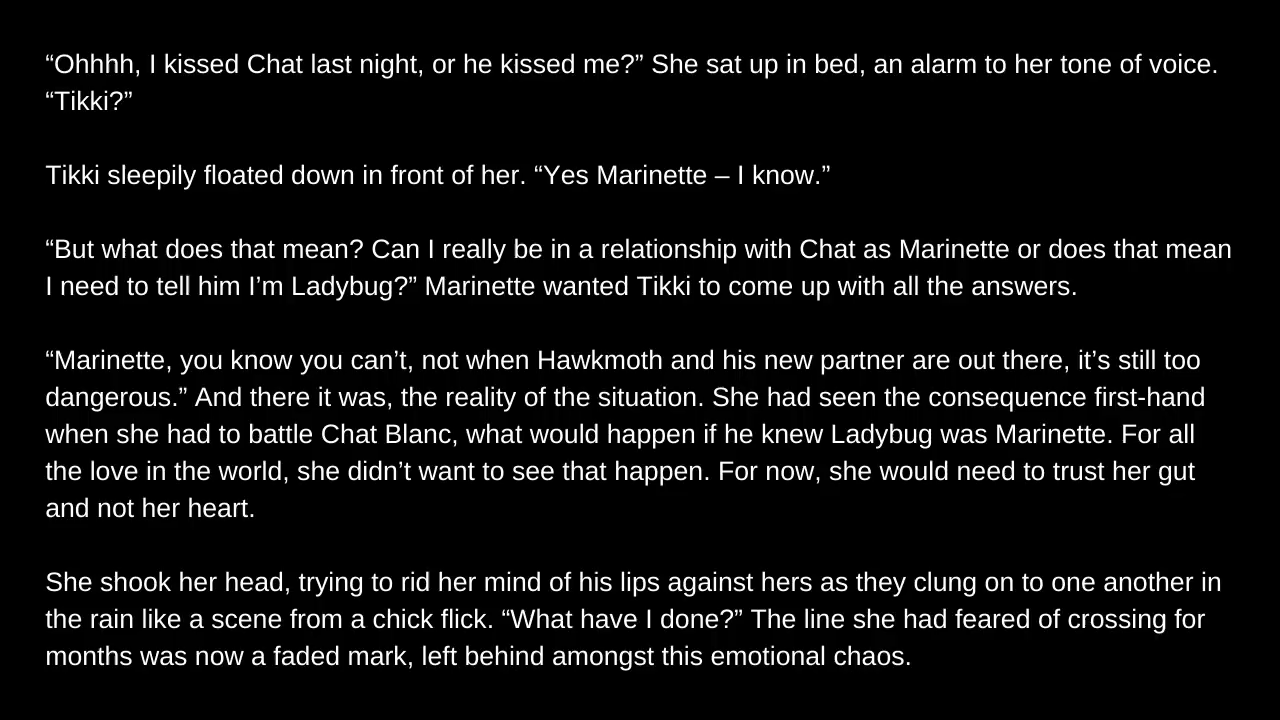 “Ohhhh, I kissed Chat last night, or he kissed me?” She sat up in bed, an alarm to her tone of voice.
“Tikki?”
Tikki sleepily floated down in front of her. “Yes Marinette – I know.”
“But what does that mean? Can I really be in a relationship with Chat as Marinette or does that mean
I need to tell him I’m Ladybug?” Marinette wanted Tikki to come up with all the answers.
“Marinette, you know you can’t, not when Hawkmoth and his new partner are out there, it’s still too
dangerous.” And there it was, the reality of the situation. She had seen the consequence first-hand
when she had to battle Chat Blanc, what would happen if he knew Ladybug was Marinette. For all
the love in the world, she didn’t want to see that happen. For now, she would need to trust her gut
and not her heart.
She shook her head, trying to rid her mind of his lips against hers as they clung on to one another in
the rain like a scene from a chick flick. “What have I done?” The line she had feared of crossing for
months was now a faded mark, left behind amongst this emotional chaos.